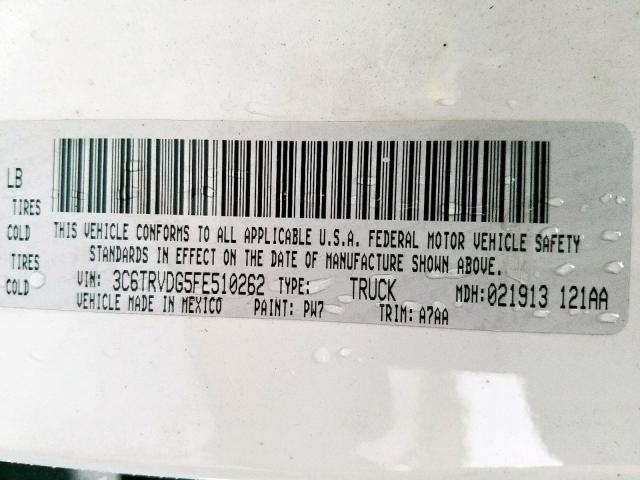 LB
TIRES
COLD
TIRES
COLD
THIS VEHICLE CONFORMS TO ALL APPLICABLE U.S.A. FEDERAL MOTOR VEHICLE SAFETY
STANDARDS IN EFFECT ON THE DATE OF MANUFACTURE SHOWN ABOVE.
VIN: 3C6TRVDG5FE510262 TYPE: TRUCK MDH:021913 121AA
VEHICLE MADE IN MEXICO PAINT: PW7 TRIM: A7AA